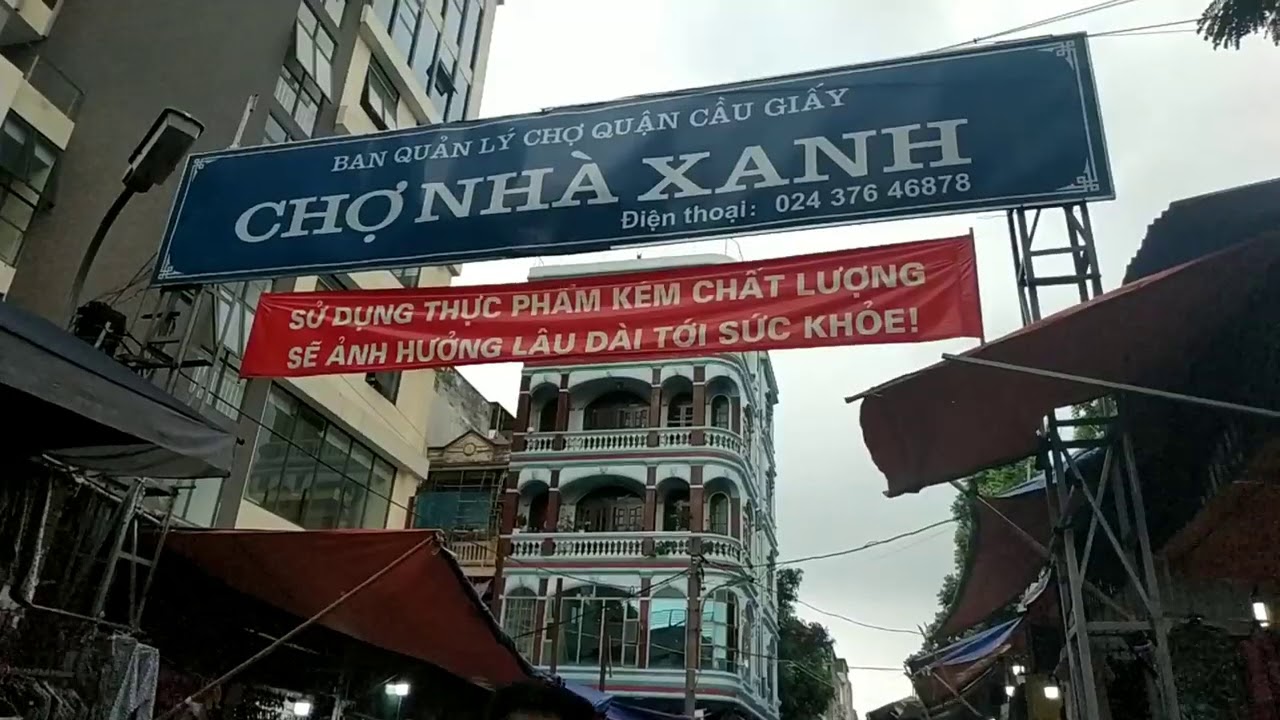 BAN QUẢN LÝ CHỢ QUẬN CẦU GIẤY
CHỢ NHÀ XANH
Điện thoại: 024 376 46878
SỬ DỤNG THỰC PHẨM KÉM CHẤT LƯỢNG
SẼ ẢNH HƯỞNG LÂU DÀI TỚI SỨC KHỎE!